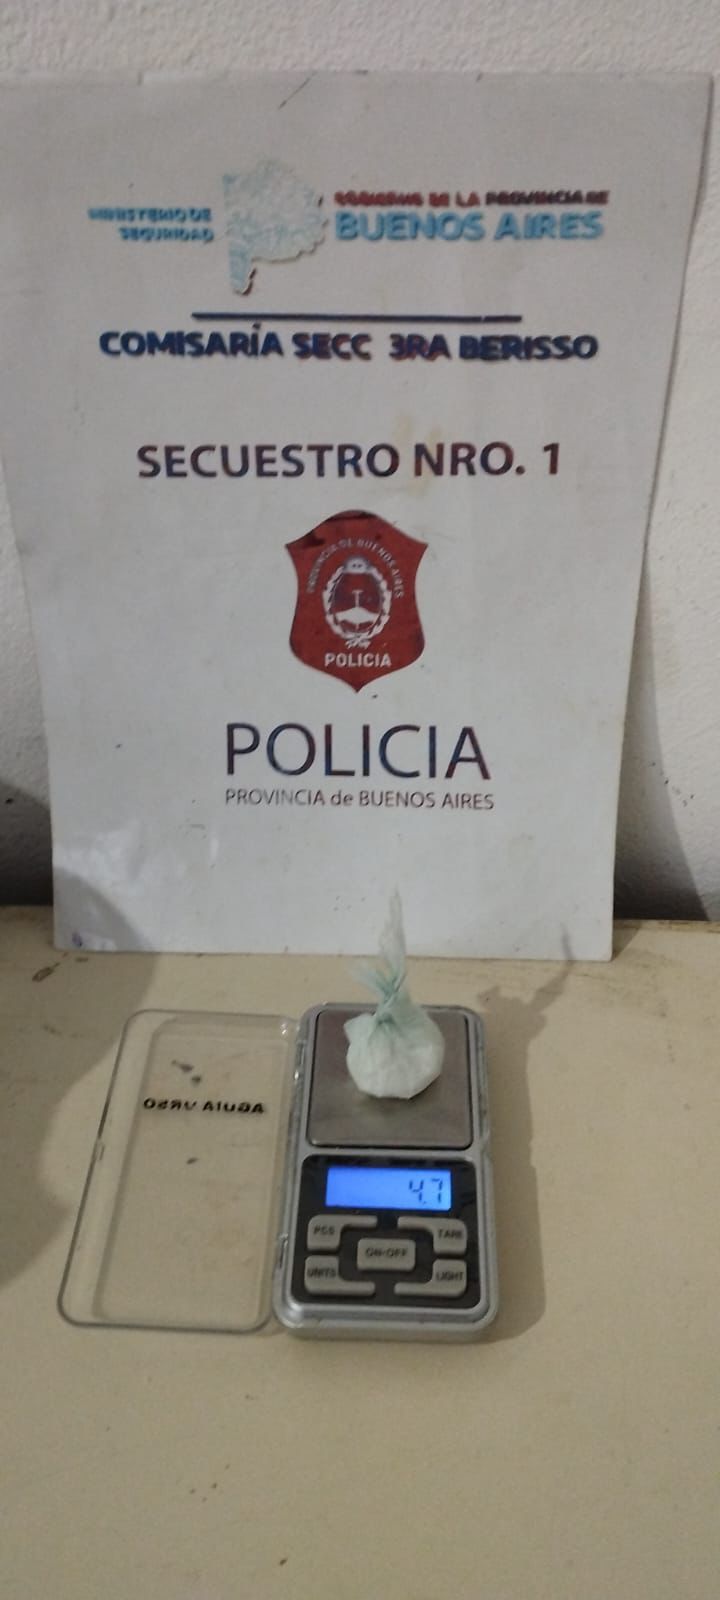 MINISTERIO DE
SEGURIDAD
GOBIERNO DE LA PROVINCIA DE
BUENOS AIRES
COMISARÍA SECC 3RA BERISSO
SECUESTRO NRO. 1
PROVINCIA DE BUENOS AIRES
POLICIA
POLICIA
PROVINCIA de BUENOS AIRES
4.7
PCS
TARE
ON-OFF
UNITS
LIGHT